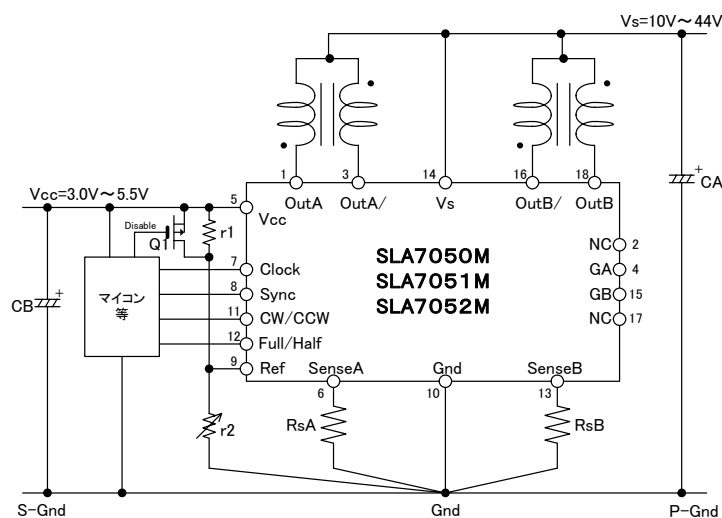 Vs=10V～44V
CA
1
3
14
16
18
Vcc=3.0V～5.5V
5
OutA
OutA/
Vs
OutB/
OutB
Vcc
Disable
Q1
r1
SLA7050M
SLA7051M
SLA7052M
NC
2
GA
4
GB
15
NC
17
7
Clock
8
Sync
11
CW/CCW
12
Full/Half
9
Ref
マイコン
等
CB
SenseA
Gnd
SenseB
6
10
13
RsA
RsB
r2
S-Gnd
Gnd
P-Gnd
+
+